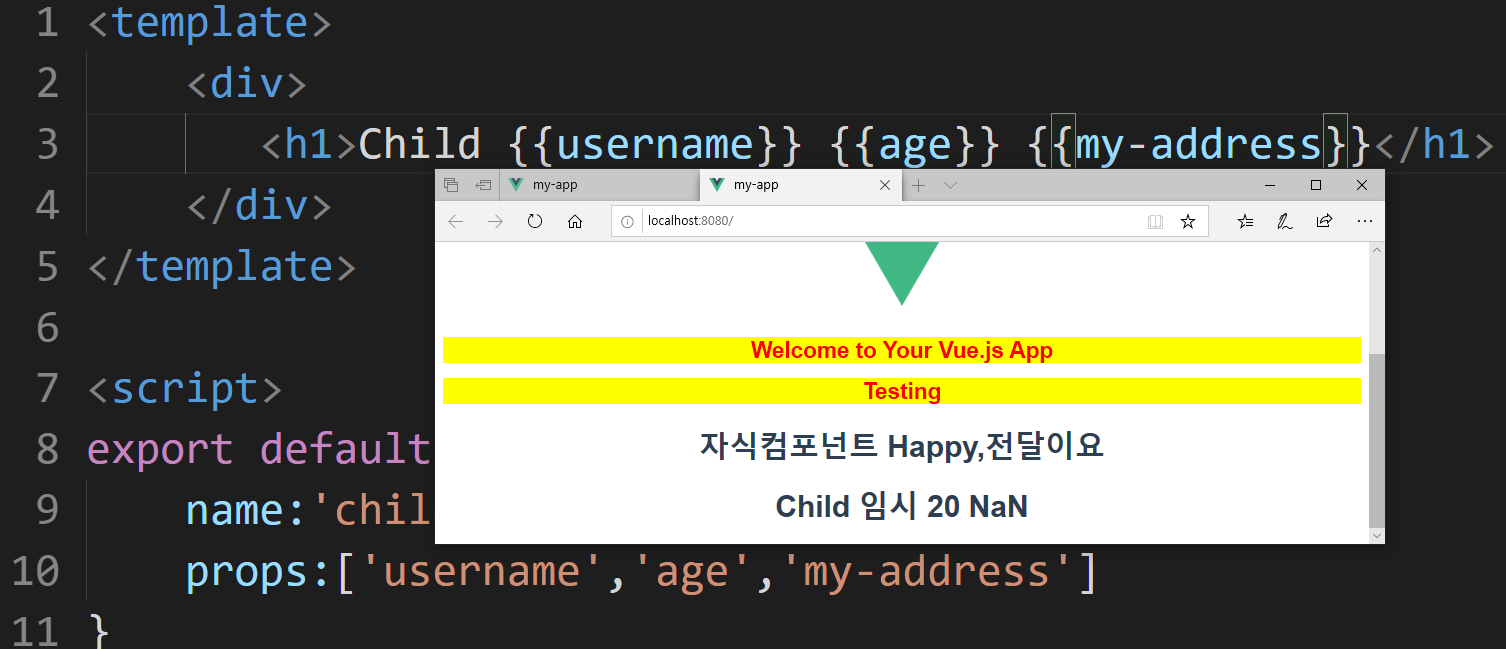 1 <template>
2 <div>
3 <h1>Child {{username}} {{age}} {{my-address}}</h1>
4 </div>
5 </template>
6
7 <script>
8 export default
9 name:'chil
10 props:['username','age','my-address']
11 }
my-app
my-app
localhost:8080/
Welcome to Your Vue.js App
Testing
자식컴포넌트 Happy,전달이요
Child 임시 20 NaN